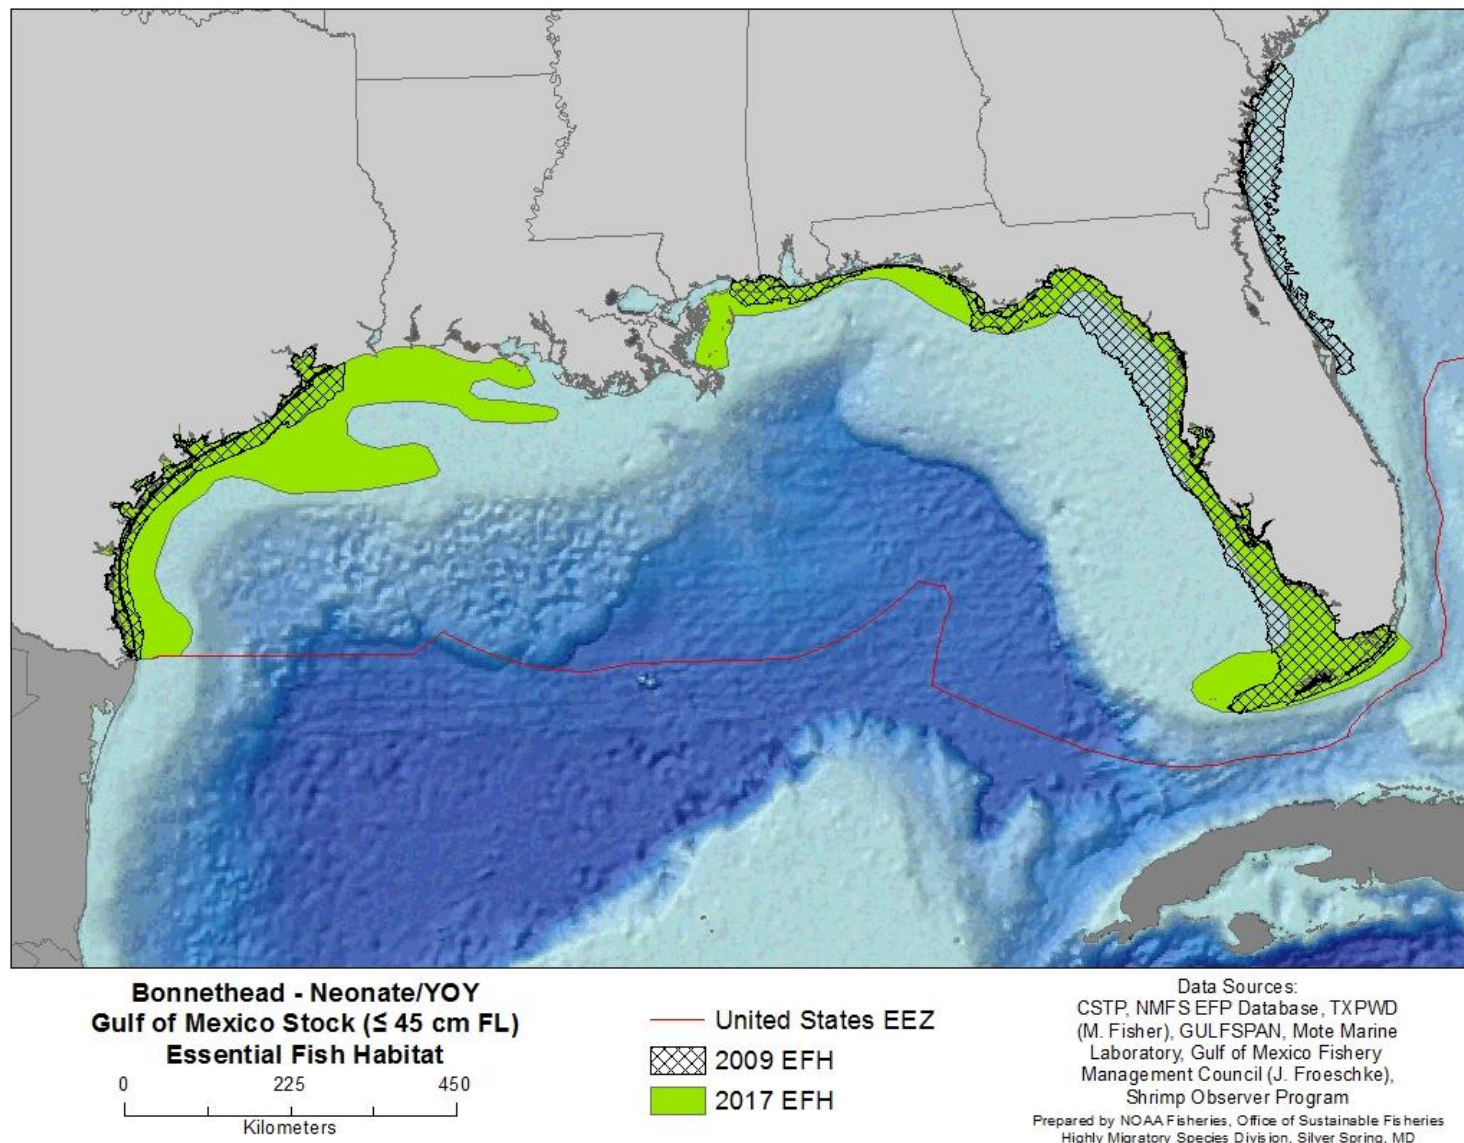 Bonnethead - Neonate/YOY
Gulf of Mexico Stock (≤ 45 cm FL)
Essential Fish Habitat
0 225 450
Kilometers
United States EEZ
2009 EFH
2017 EFH
Data Sources:
CSTP, NMFS EFP Database, TXPWD
(M. Fisher), GULFSPAN, Mote Marine
Laboratory, Gulf of Mexico Fishery
Management Council (J. Froeschke),
Shrimp Observer Program
Prepared by NOAA Fisheries, Office of Sustainable Fisheries
Highly Migratory Species Division, Silver Spring, MD